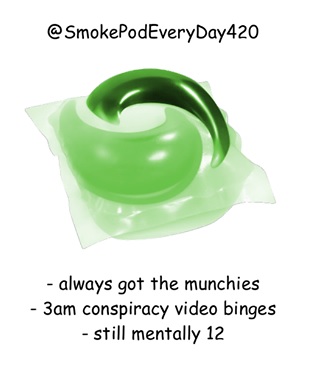 @SmokePodEveryDay420
- always got the munchies
- 3am conspiracy video binges
- still mentally 12